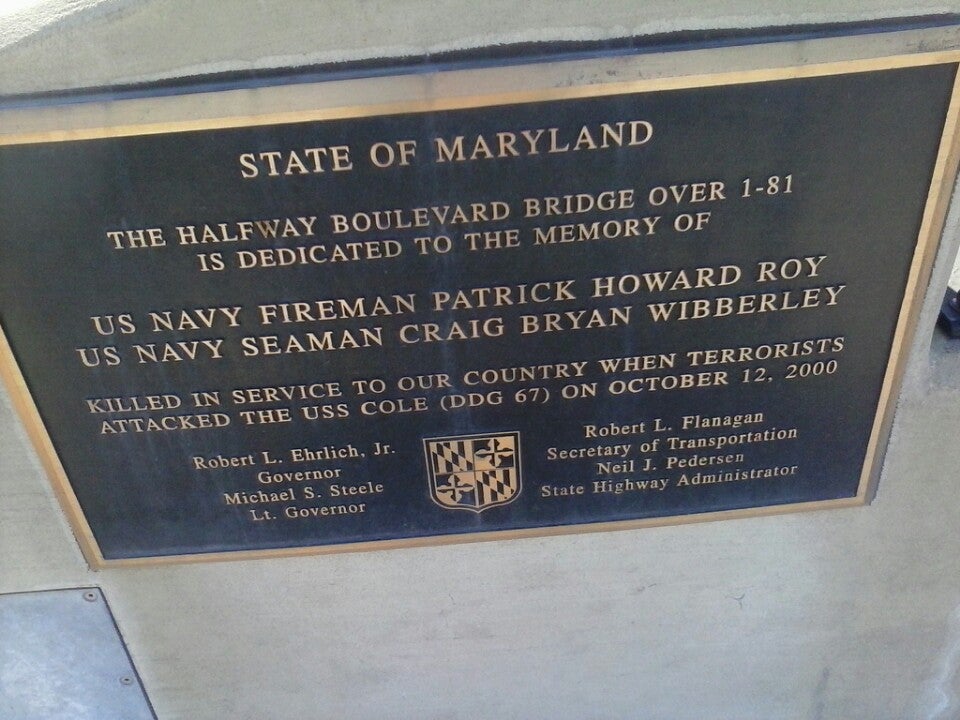 STATE OF MARYLAND
THE HALFWAY BOULEVARD BRIDGE OVER 1-81
IS DEDICATED TO THE MEMORY OF
US NAVY FIREMAN PATRICK HOWARD ROY
US NAVY SEAMAN CRAIG BRYAN WIBBERLEY
KILLED IN SERVICE TO OUR COUNTRY WHEN TERRORISTS
ATTACKED THE USS COLE (DDG 67) ON OCTOBER 12, 2000
Robert L. Ehrlich, Jr.
Governor
Michael S. Steele
Lt. Governor
Robert L. Flanagan
Secretary of Transportation
Neil J. Pedersen
State Highway Administrator